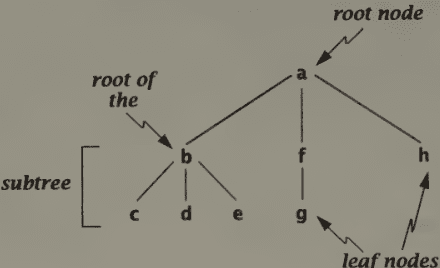 root node
a
root of
the
b
f
h
subtree
c
d
e
g
leaf nodes